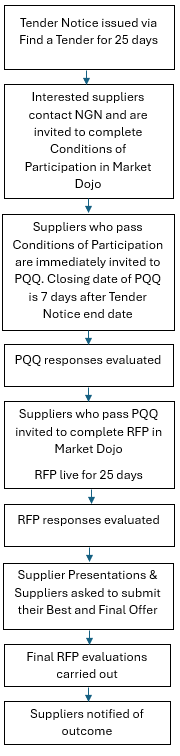 Tender Notice issued via
Find a Tender for 25 days
Interested suppliers
contact NGN and are
invited to complete
Conditions of
Participation in Market
Dojo
Suppliers who pass
Conditions of Participation
are immediately invited to
PQQ. Closing date of PQQ
is 7 days after Tender
Notice end date
PQQ responses evaluated
Suppliers who pass PQQ
invited to complete RFP in
Market Dojo
RFP live for 25 days
RFP responses evaluated
Supplier Presentations &
Suppliers asked to submit
their Best and Final Offer
Final RFP evaluations
carried out
Suppliers notified of
outcome